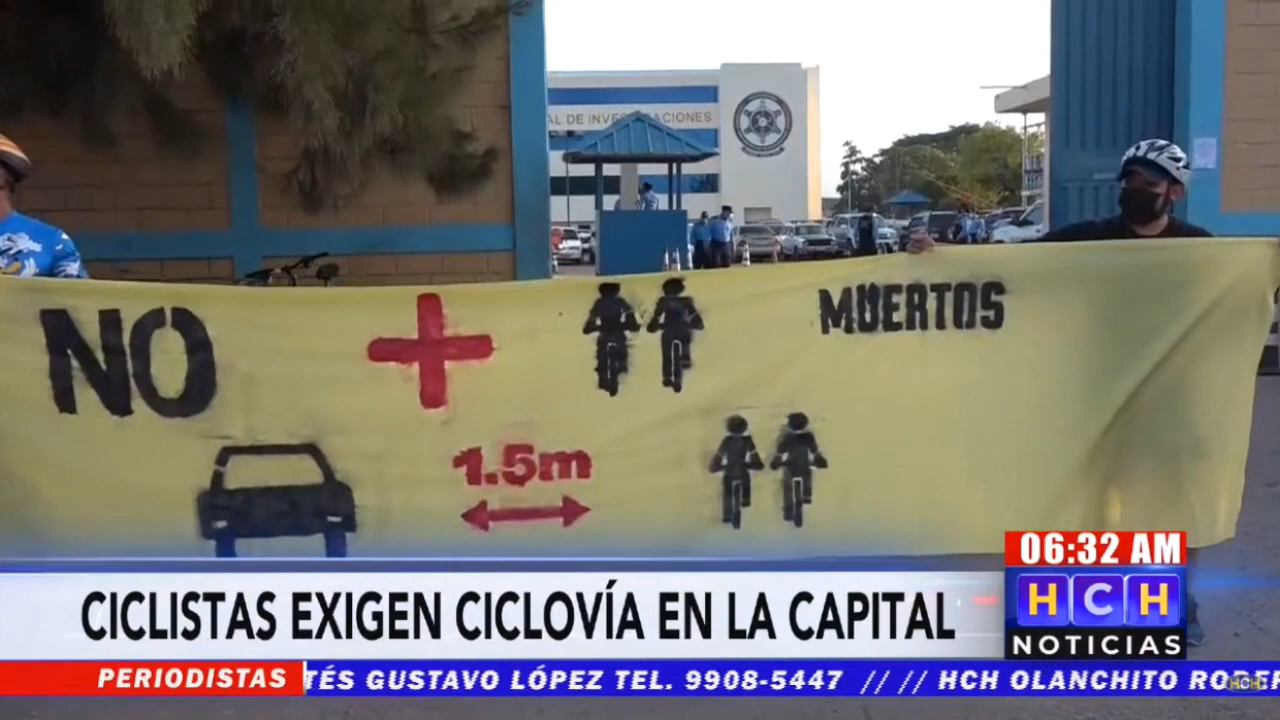 AL DE INVESTIGACIONES
NO + MUERTOS
1.5m
06:32 AM
CICLISTAS EXIGEN CICLOVÍA EN LA CAPITAL
HCH
NOTICIAS
PERIODISTAS
TÉS GUSTAVO LÓPEZ TEL. 9908-5447 // // HCH OLANCHITO
HCH